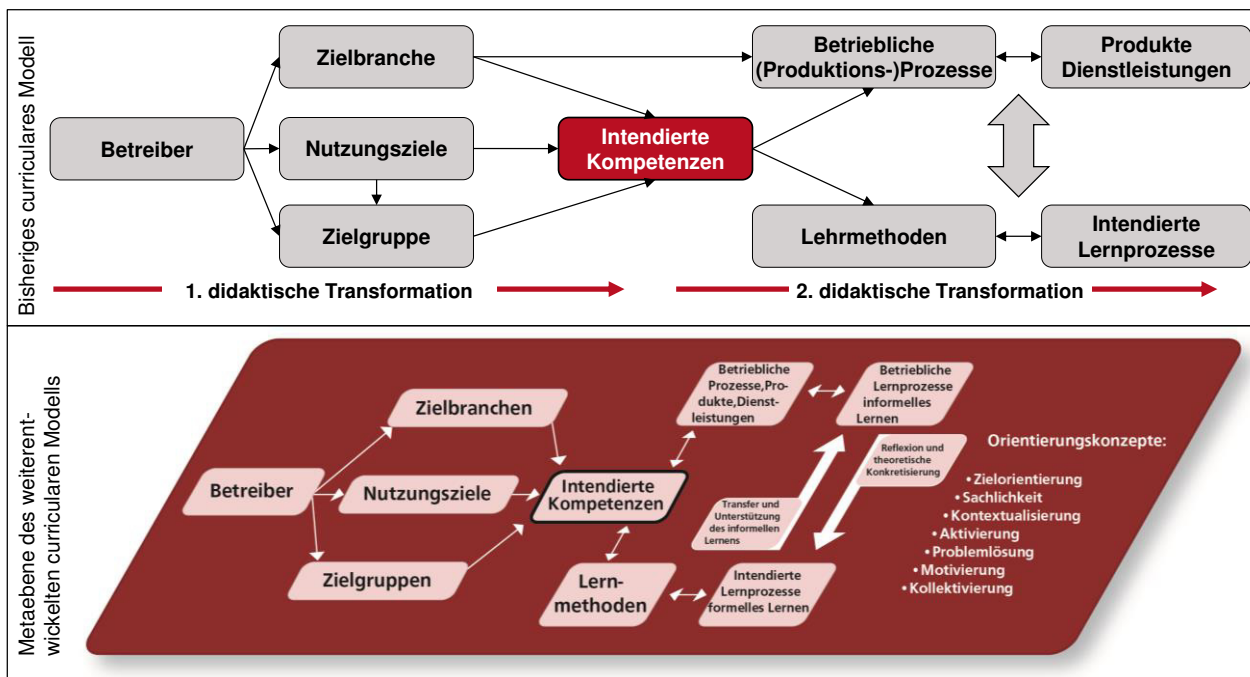 Bisheriges curriculares Modell
Betreiber
Zielbranche
Nutzungsziele
Zielgruppe
Intendierte
Kompetenzen
Betriebliche
(Produktions-)Prozesse
Produkte
Dienstleistungen
Lehrmethoden
Intendierte
Lernprozesse
1. didaktische Transformation
2. didaktische Transformation
Metaebene des weiterent-
wickelten curricularen Modells
Betreiber
Zielbranchen
Nutzungsziele
Zielgruppen
Intendierte
Kompetenzen
Betriebliche
Prozesse,Pro-
dukte,Dienst-
leistungen
Betriebliche
Lernprozesse
informelles
Lernen
Transfer und
Unterstützung
des informellen
Lernens
Reflexion und
theoretische
Konkretisierung
Lern-
methoden
Intendierte
Lernprozesse
formelles Lernen
Orientierungskonzepte:
• Zielorientierung
• Sachlichkeit
• Kontextualisierung
• Aktivierung
• Problemlösung
• Motivierung
• Kollektivierung